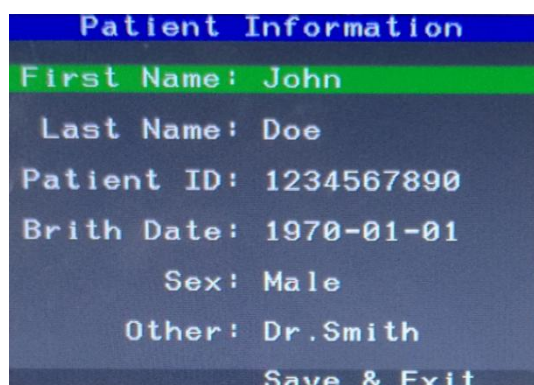 Patient Information
First Name: John
Last Name: Doe
Patient ID: 1234567890
Brith Date: 1970-01-01
Sex: Male
Other: Dr.Smith
Save & Exit